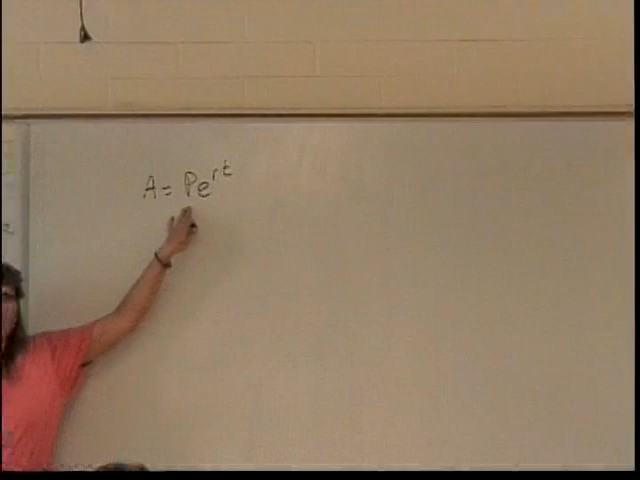 A = Pe^{rt}